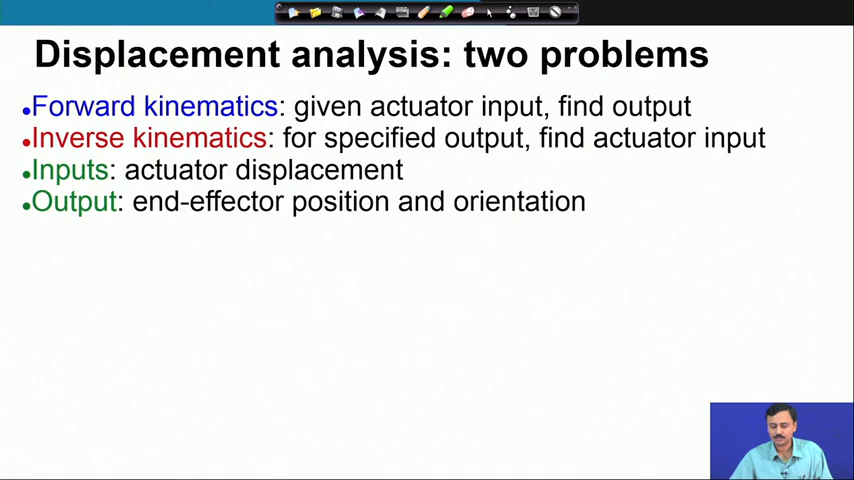 Displacement analysis: two problems
•Forward kinematics: given actuator input, find output
•Inverse kinematics: for specified output, find actuator input
•Inputs: actuator displacement
•Output: end-effector position and orientation